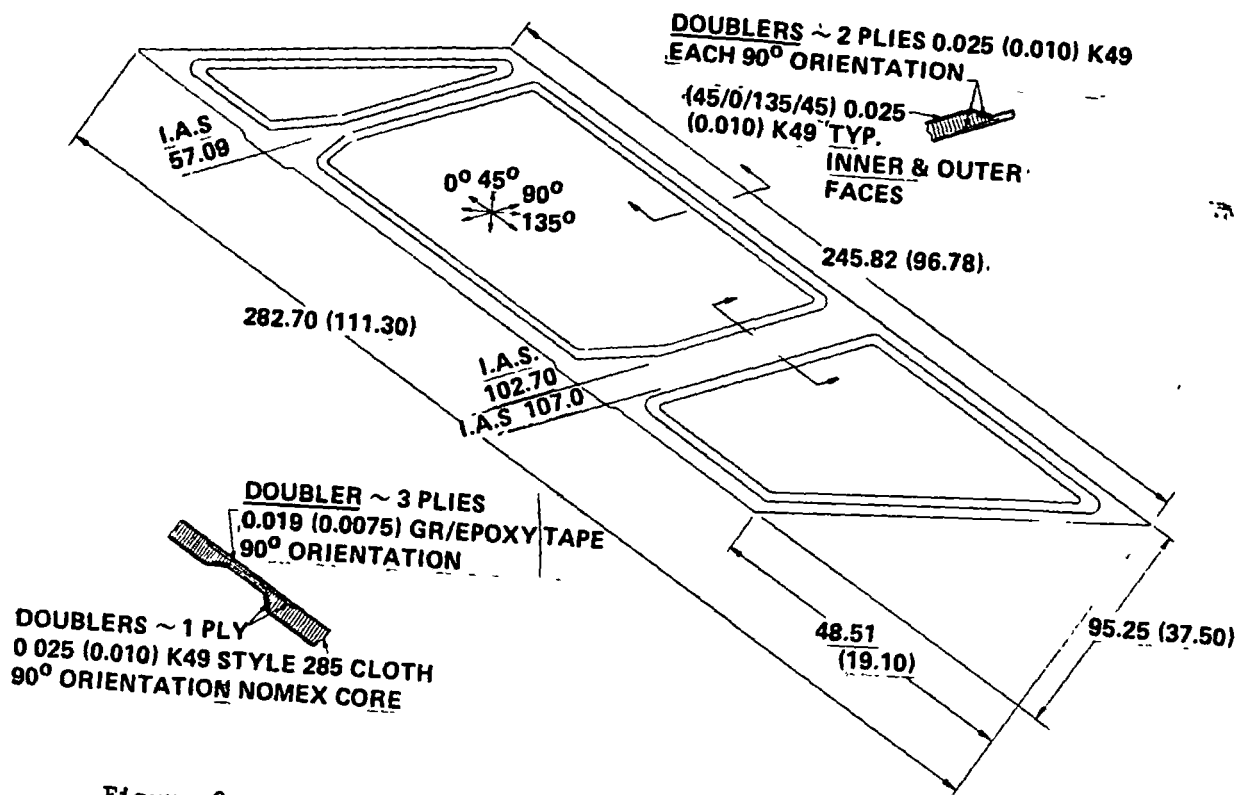 DOUBLERS ~ 2 PLIES 0.025 (0.010) K49
EACH 90° ORIENTATION
(45/0/135/45) 0.025
(0.010) K49 TYP.
INNER & OUTER
FACES
I.A.S
57.09
0° 45°
90°
135°
245.82 (96.78)
282.70 (111.30)
I.A.S.
102.70
I.A.S 107.0
DOUBLER ~ 3 PLIES
0.019 (0.0075) GR/EPOXY TAPE
90° ORIENTATION
DOUBLERS ~ 1 PLY
0 025 (0.010) K49 STYLE 285 CLOTH
90° ORIENTATION NOMEX CORE
48.51
(19.10)
95.25 (37.50)